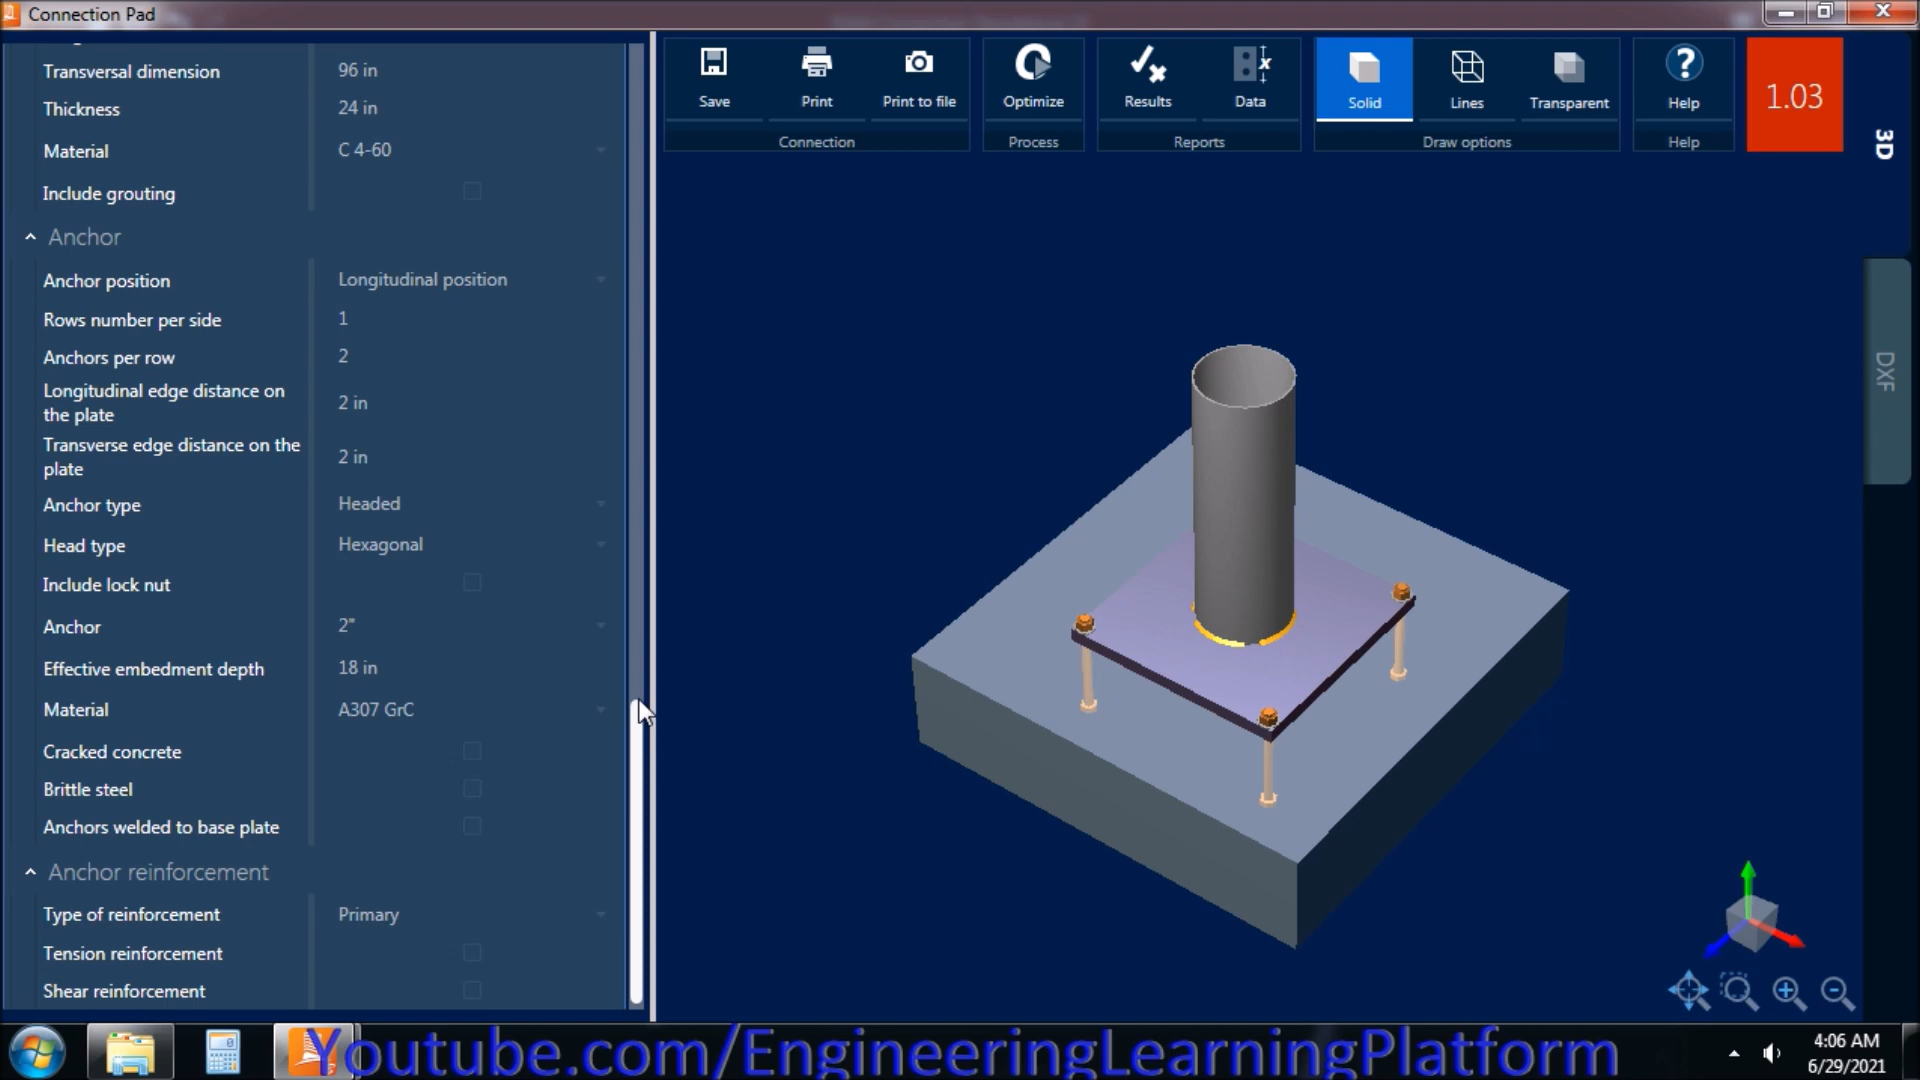 Connection Pad
Transversal dimension 96 in
Thickness 24 in
Material C 4-60
Include grouting
Anchor
Anchor position Longitudinal position
Rows number per side 1
Anchors per row 2
Longitudinal edge distance on
the plate 2 in
Transverse edge distance on the
plate 2 in
Anchor type Headed
Head type Hexagonal
Include lock nut
Anchor 2"
Effective embedment depth 18 in
Material A307 GrC
Cracked concrete
Brittle steel
Anchors welded to base plate
Anchor reinforcement
Type of reinforcement Primary
Tension reinforcement
Shear reinforcement
Save Print Print to file Optimize Results Data Solid Lines Transparent Help
Connection Process Reports Draw options Help
1.03
3D
DXF
Youtube.com/EngineeringLearningPlatform
4:06 AM
6/29/2021